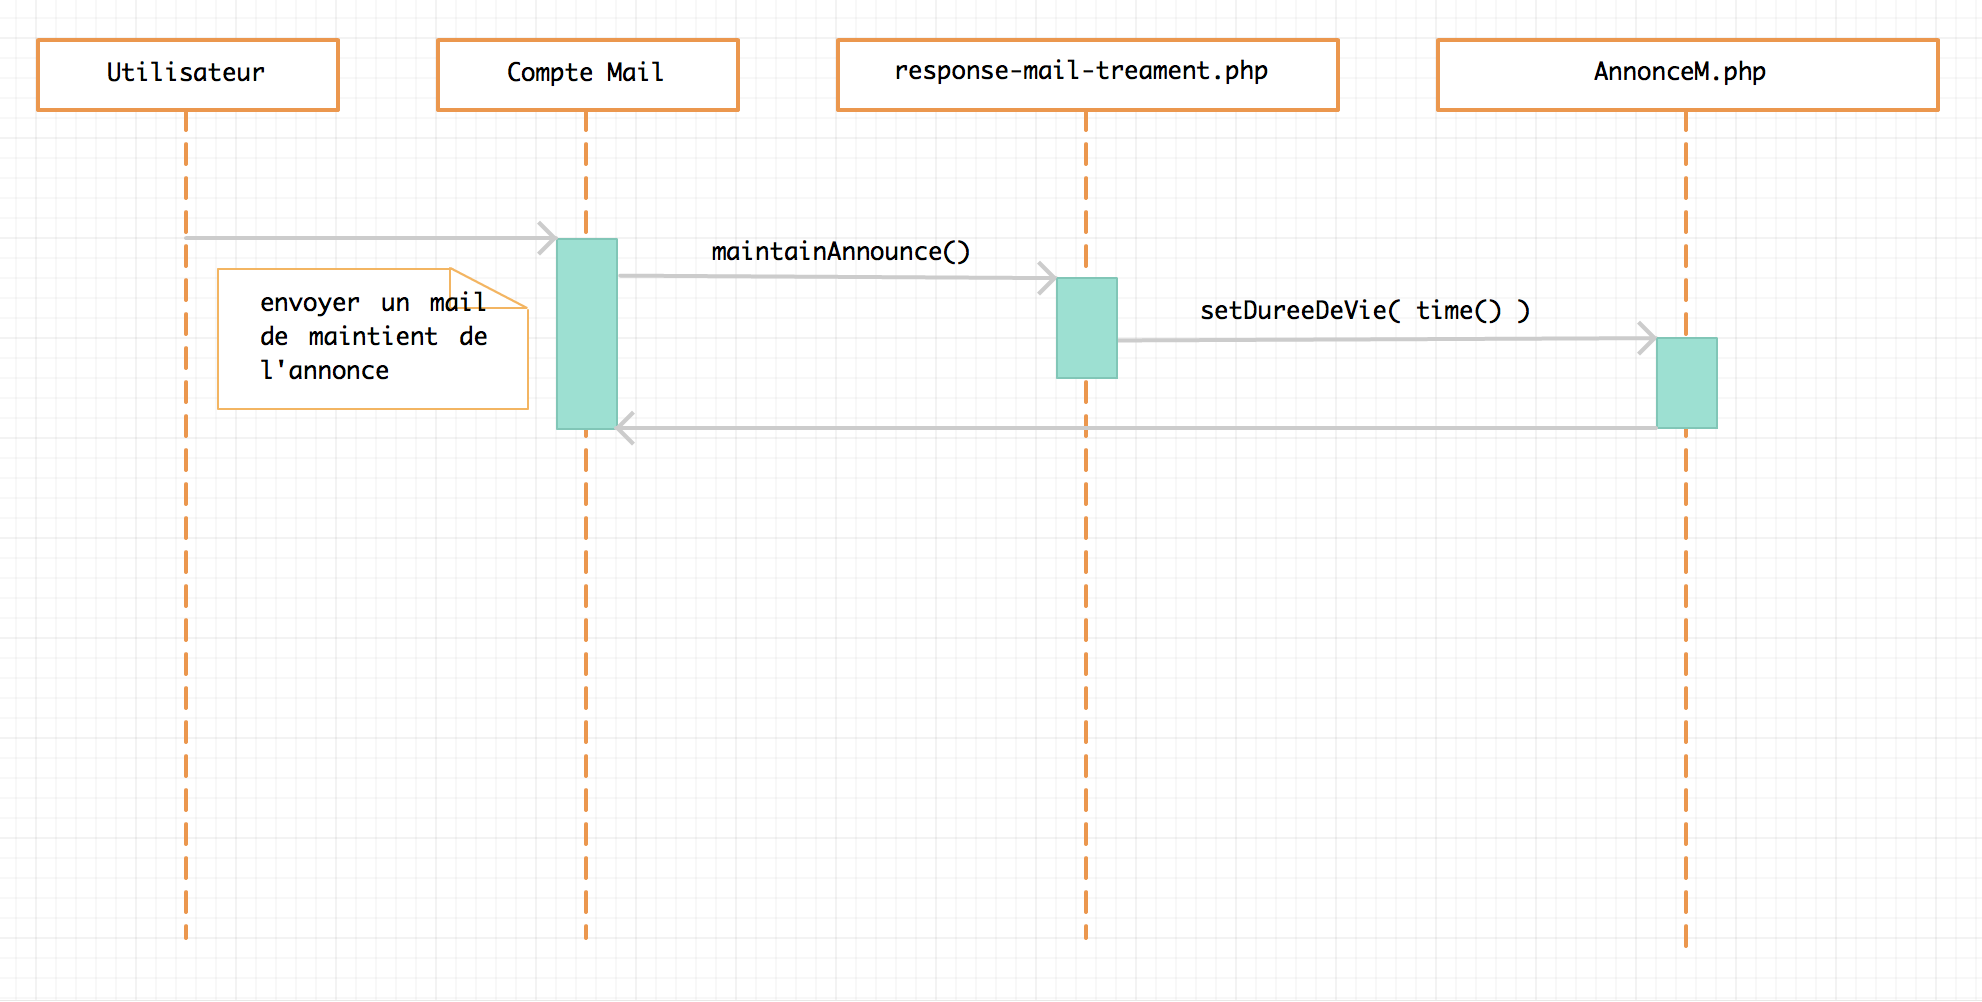 Utilisateur
Compte Mail
response-mail-treament.php
AnnonceM.php
maintainAnnounce()
envoyer un mail
de maintient de
l'annonce
setDureeDeVie( time() )